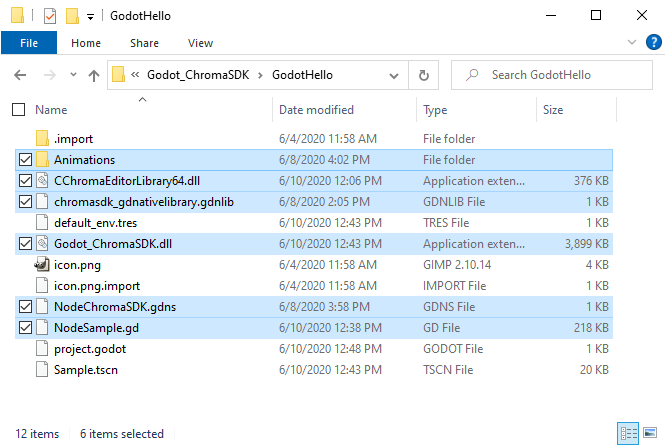 GodotHello
File Home Share View
« Godot_ChromaSDK > GodotHello Search GodotHello
Name Date modified Type Size
.import 6/4/2020 11:58 AM File folder
Animations 6/8/2020 4:02 PM File folder
CChromaEditorLibrary64.dll 6/10/2020 12:06 PM Application exten... 376 KB
chromasdk_gdnativelibrary.gdnlib 6/8/2020 2:05 PM GDNLIB File 1 KB
default_env.tres 6/10/2020 12:43 PM TRES File 1 KB
Godot_ChromaSDK.dll 6/10/2020 12:43 PM Application exten... 3,899 KB
icon.png 6/4/2020 11:58 AM GIMP 2.10.14 4 KB
icon.png.import 6/4/2020 11:58 AM IMPORT File 1 KB
NodeChromaSDK.gdns 6/8/2020 3:58 PM GDNS File 1 KB
NodeSample.gd 6/10/2020 12:38 PM GD File 218 KB
project.godot 6/10/2020 12:48 PM GODOT File 1 KB
Sample.tscn 6/10/2020 12:43 PM TSCN File 20 KB
12 items 6 items selected